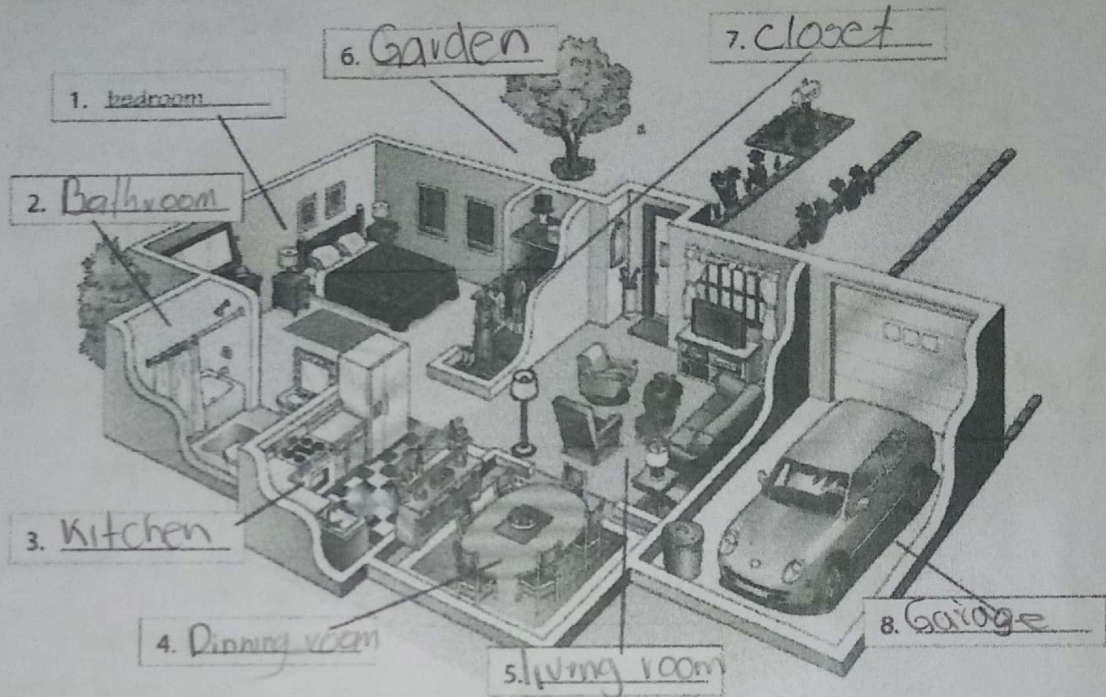 6. Garden
7. closet
1. bedroom
2. Bathroom
3. Kitchen
4. Dinning room
5. living room
8. Garage